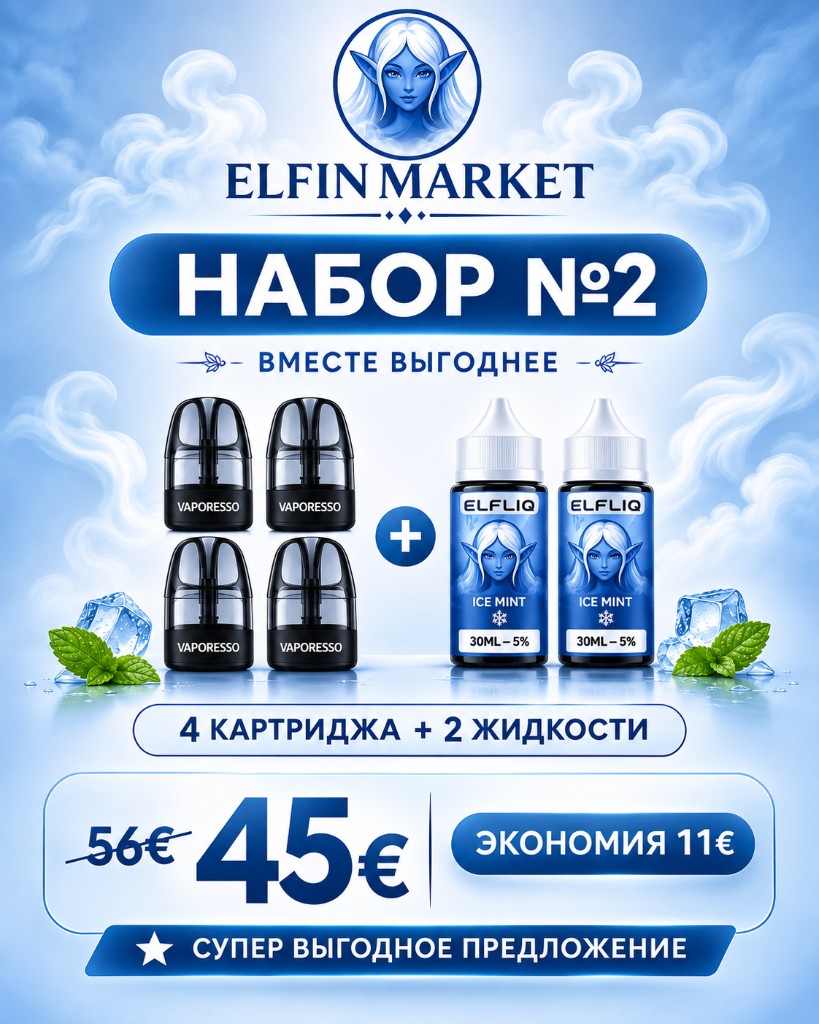 ELFIN MARKET
НАБОР №2
ВМЕСТЕ ВЫГОДНЕЕ
VAPORESSO
VAPORESSO
VAPORESSO
VAPORESSO
+
ELFLIQ
ICE MINT
30ML – 5%
ELFLIQ
ICE MINT
30ML – 5%
4 КАРТРИДЖА + 2 ЖИДКОСТИ
56€
45€
ЭКОНОМИЯ 11€
СУПЕР ВЫГОДНОЕ ПРЕДЛОЖЕНИЕ